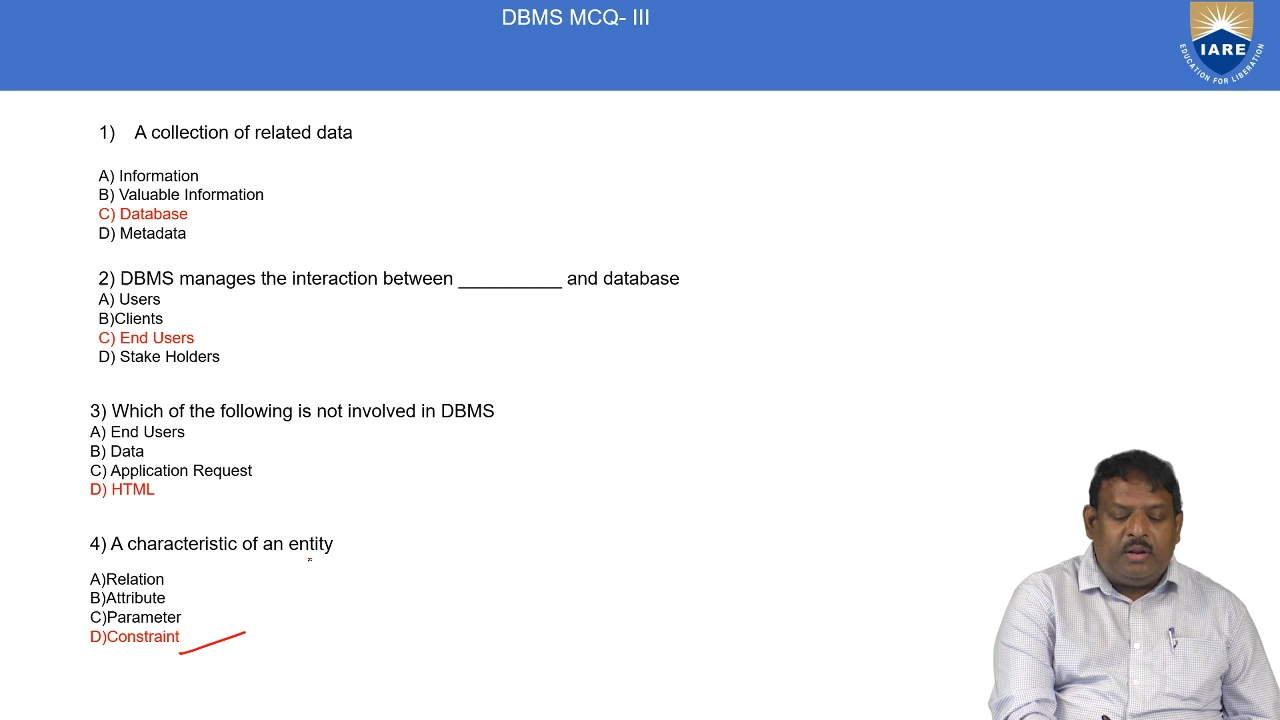 DBMS MCQ- III
IARE
EDUCATION FOR LIBERATION
1) A collection of related data
A) Information
B) Valuable Information
C) Database
D) Metadata
2) DBMS manages the interaction between __________ and database
A) Users
B)Clients
C) End Users
D) Stake Holders
3) Which of the following is not involved in DBMS
A) End Users
B) Data
C) Application Request
D) HTML
4) A characteristic of an entity
A)Relation
B)Attribute
C)Parameter
D)Constraint